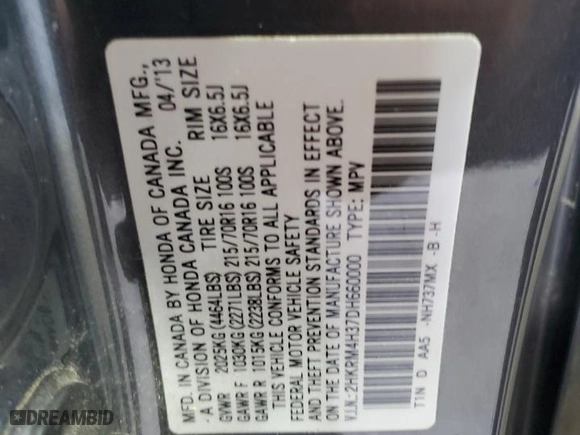 MFD. IN CANADA BY HONDA OF CANADA MFG.,
- A DIVISION OF HONDA CANADA INC. 04/'13
GVWR 2025KG(4464LBS) TIRE SIZE RIM SIZE
GAWR F 1030KG(2271LBS) 215/70R16 100S 16X6.5J
GAWR R 1015KG(2238LBS) 215/70R16 100S 16X6.5J
THIS VEHICLE CONFORMS TO ALL APPLICABLE
FEDERAL MOTOR VEHICLE SAFETY
AND THEFT PREVENTION STANDARDS IN EFFECT
ON THE DATE OF MANUFACTURE SHOWN ABOVE.
V.I.N.:2HKRM4H37DH660000 TYPE: MPV
T1N D AA5 -NH737MX -B -H
DREAMBID